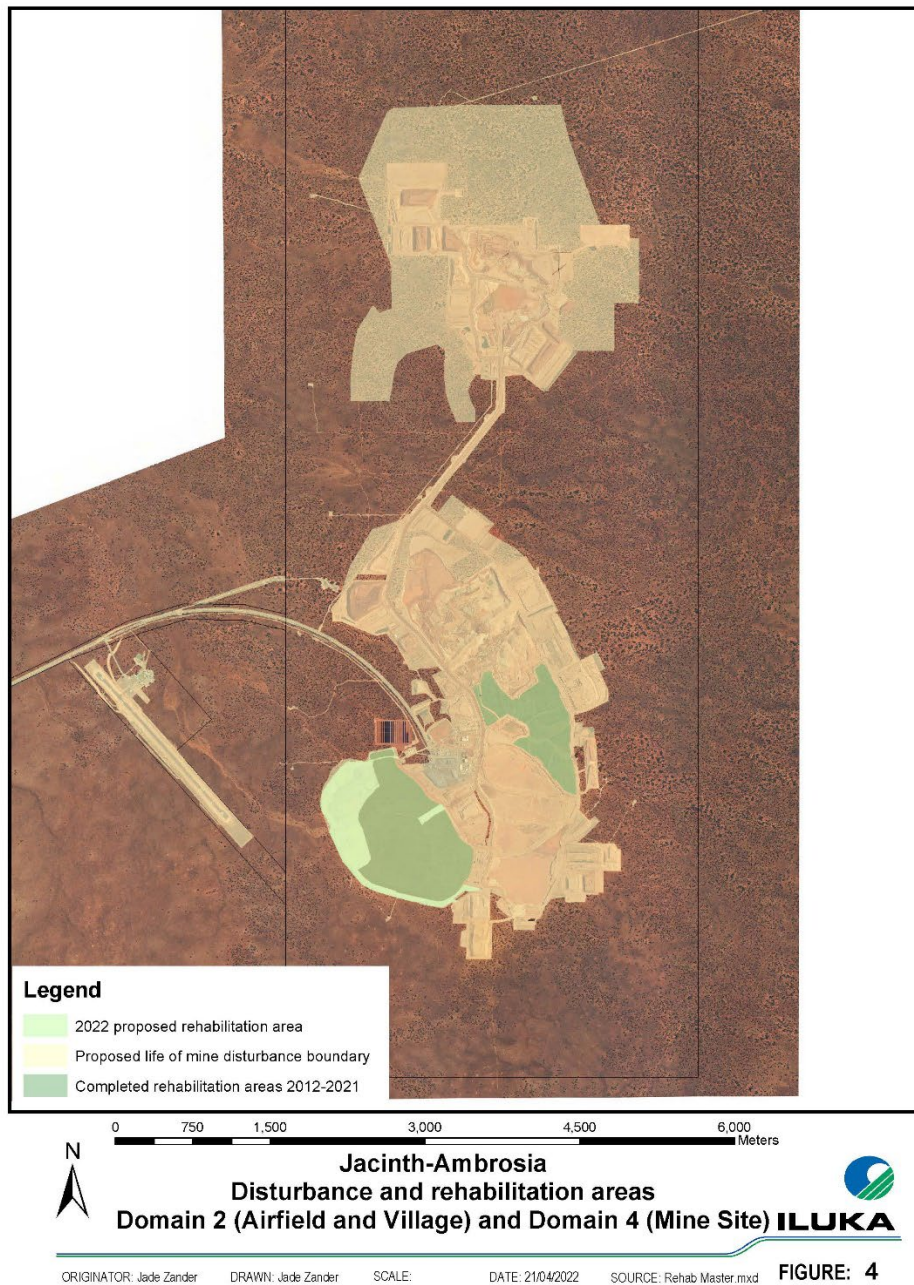 Legend
2022 proposed rehabilitation area
Proposed life of mine disturbance boundary
Completed rehabilitation areas 2012-2021
0 750 1,500 3,000 4,500 6,000
Meters
N
Jacinth-Ambrosia
Disturbance and rehabilitation areas
Domain 2 (Airfield and Village) and Domain 4 (Mine Site)
ILUKA
ORIGINATOR: Jade Zander DRAWN: Jade Zander SCALE: DATE: 21/04/2022 SOURCE: Rehab Master.mxd FIGURE: 4